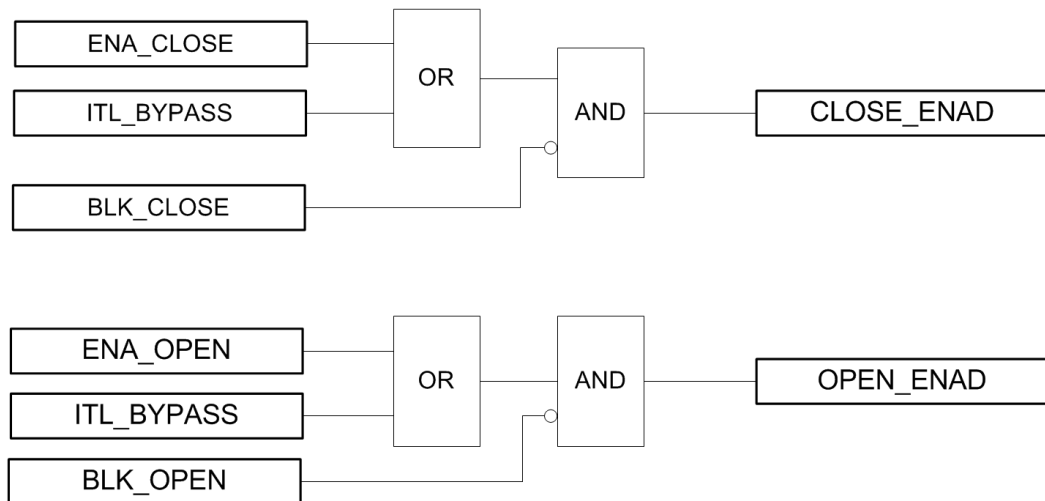 ENA_CLOSE
ITL_BYPASS
BLK_CLOSE
OR
AND
CLOSE_ENAD
ENA_OPEN
ITL_BYPASS
BLK_OPEN
OR
AND
OPEN_ENAD